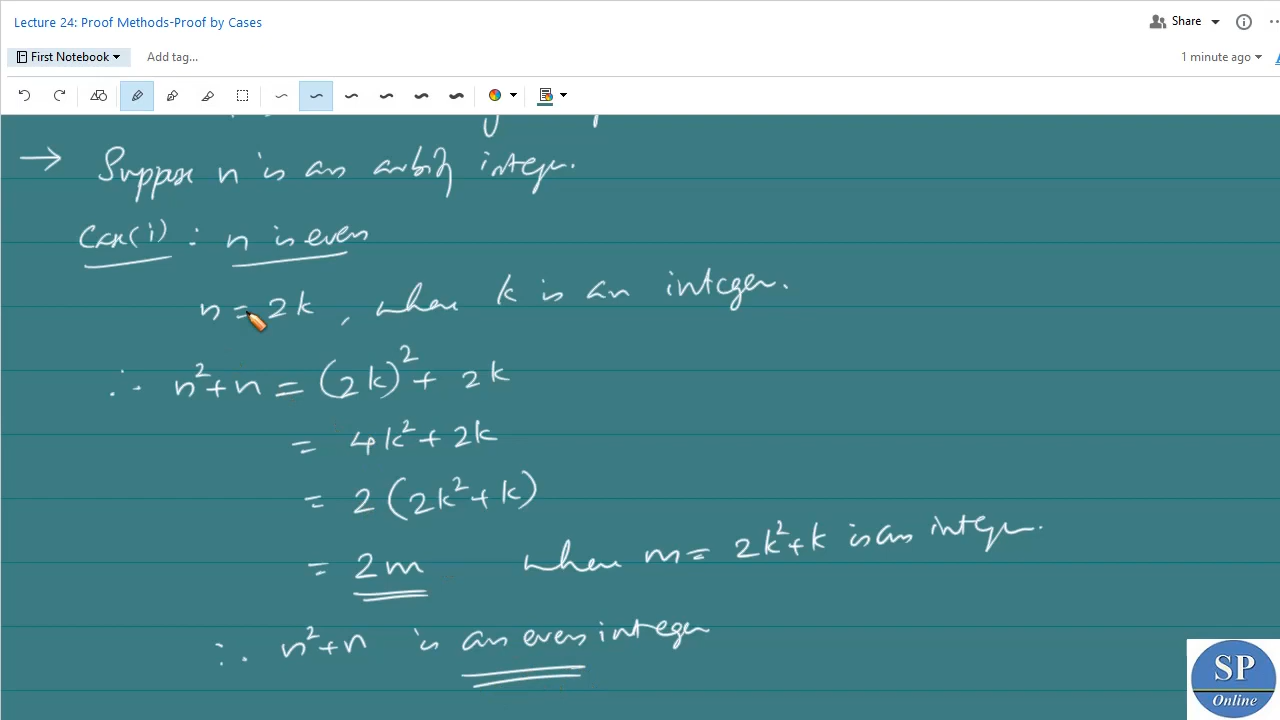 Lecture 24: Proof Methods-Proof by Cases
Share
First Notebook
Add tag...
1 minute ago
→ Suppose n is an arbitr integer.
Case(i) : n is even
n = 2k, where k is an integer.
∴ n²+n = (2k)² + 2k
= 4k² + 2k
= 2(2k²+k)
= 2m where m = 2k²+k is an integer.
∴ n²+n is an even integer
SP
Online